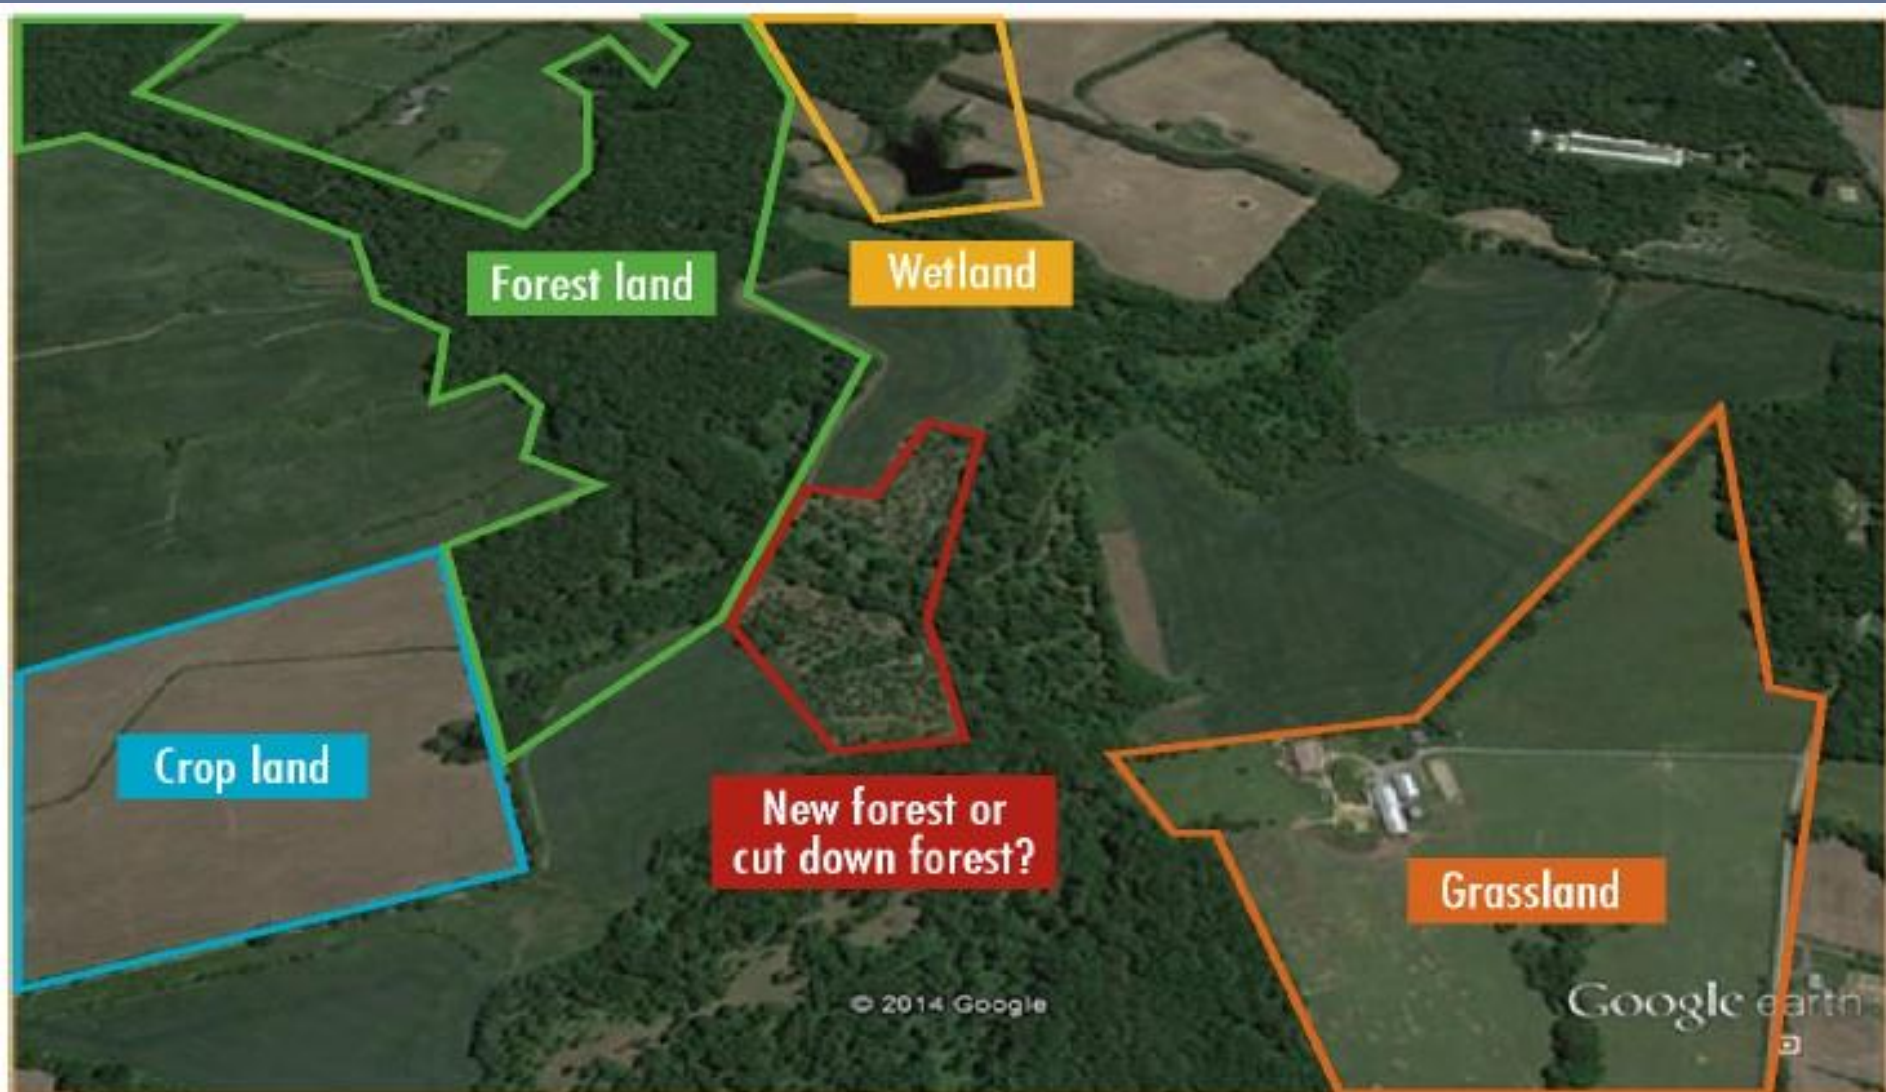 Forest land
Wetland
Crop land
New forest or
cut down forest?
Grassland
© 2014 Google
Google earth